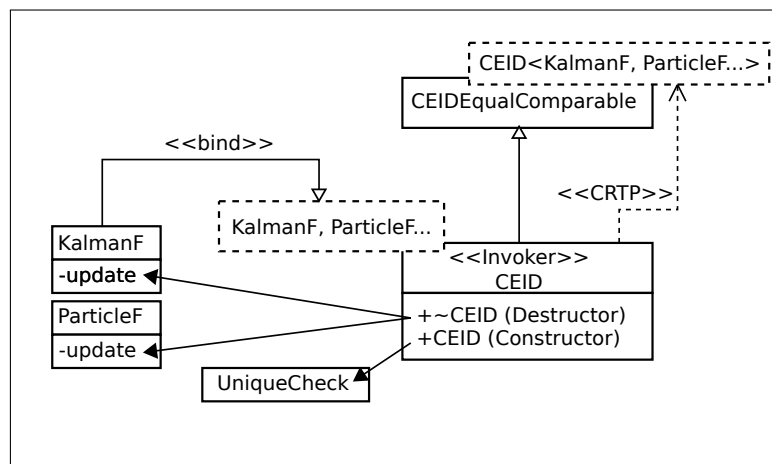 CEID<KalmanF, ParticleF...>
CEIDEqualComparable
<<bind>>
<<CRTP>>
KalmanF, ParticleF...
KalmanF
-update
<<Invoker>>
CEID
ParticleF
-update
+~CEID (Destructor)
+CEID (Constructor)
UniqueCheck